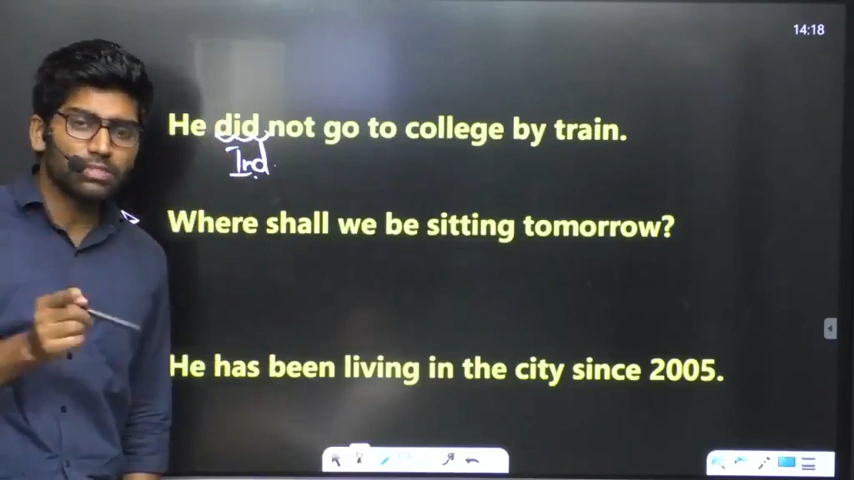 14:18
He did not go to college by train.
Ind
Where shall we be sitting tomorrow?
He has been living in the city since 2005.